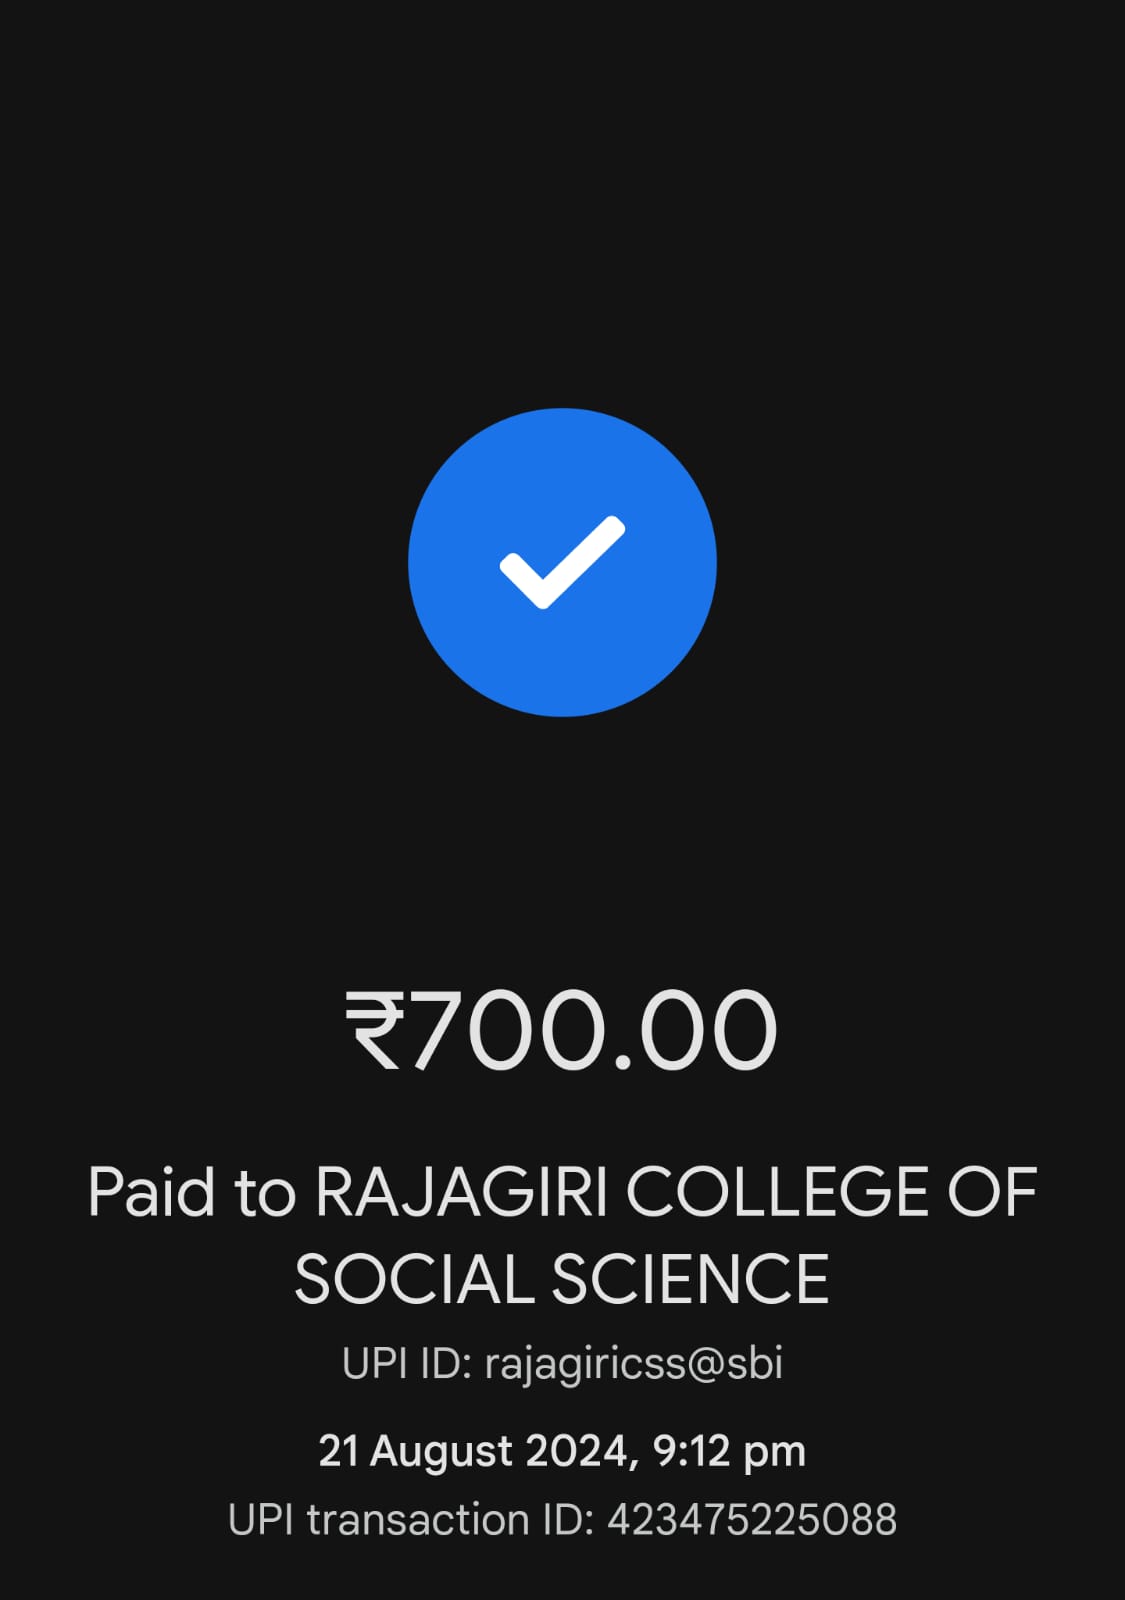 ₹700.00
Paid to RAJAGIRI COLLEGE OF
SOCIAL SCIENCE
UPI ID: rajagiricss@sbi
21 August 2024, 9:12 pm
UPI transaction ID: 423475225088